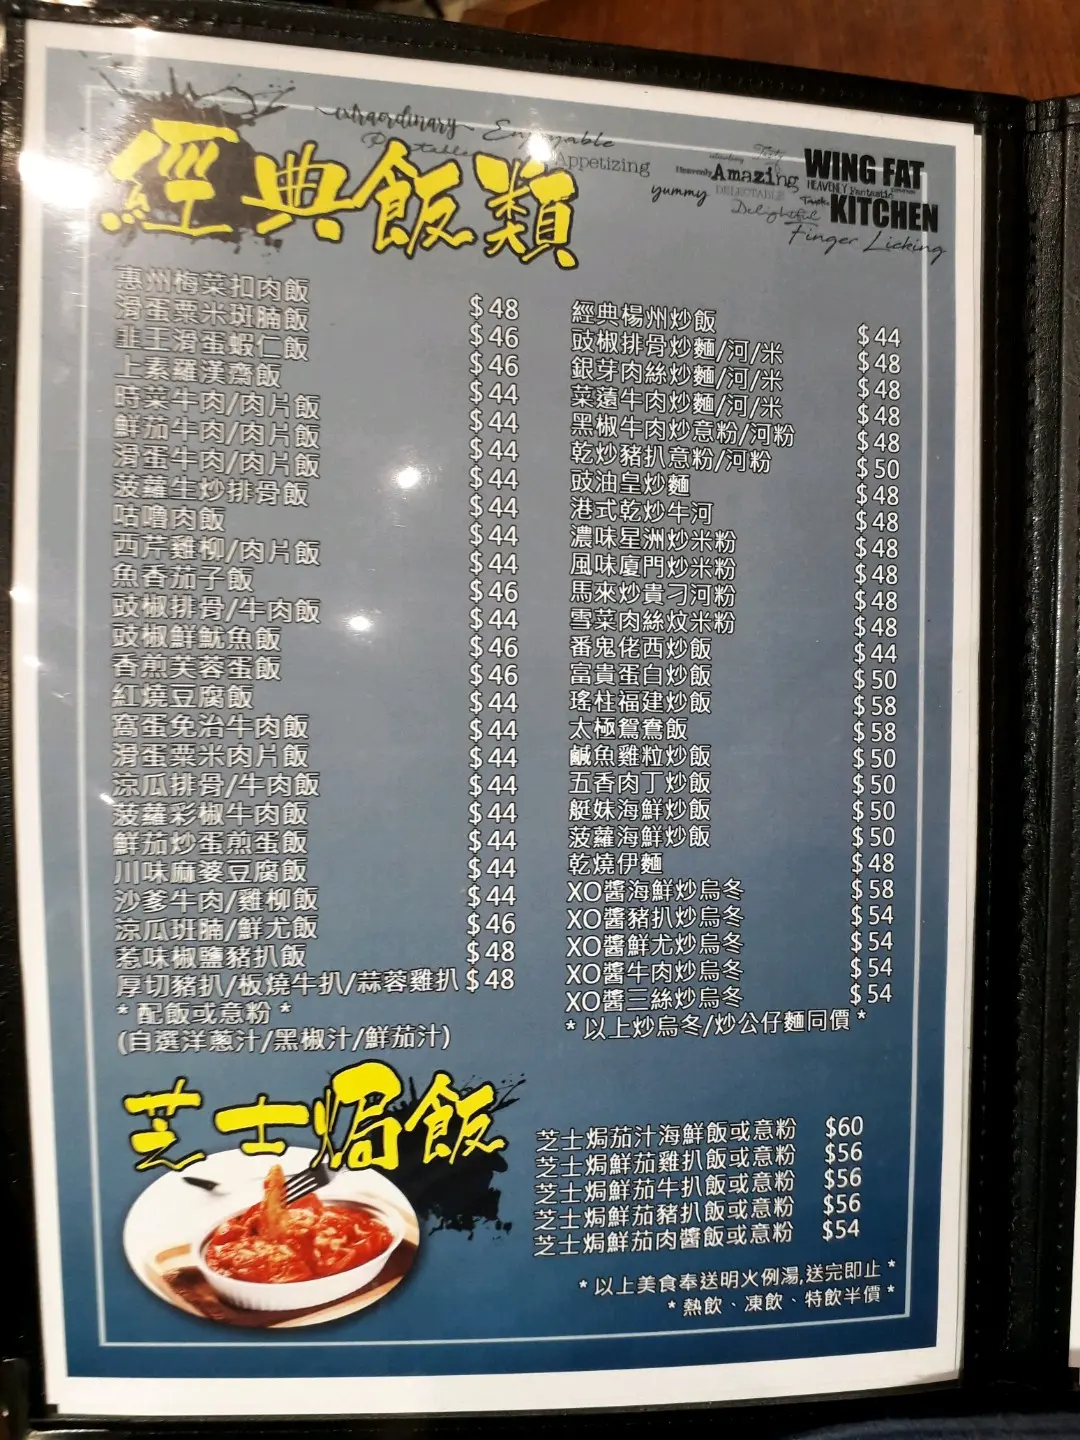 extraordinary
Enjoyable
Appetizing
Heavenly
Amazing
yummy
DELECTABLE
Delightful
WING FAT
HEAVENLY Fantastic
KITCHEN
Finger Licking
經典飯類
惠州梅菜扣肉飯 $48
滑蛋粟米斑腩飯 $46
韭王滑蛋蝦仁飯 $46
上素羅漢齋飯 $44
時菜牛肉/肉片飯 $44
鮮茄牛肉/肉片飯 $44
滑蛋牛肉/肉片飯 $44
菠蘿生炒排骨飯 $44
咕嚕肉飯 $44
西芹雞柳/肉片飯 $44
魚香茄子飯 $46
豉椒排骨/牛肉飯 $44
豉椒鮮魷魚飯 $46
香煎芙蓉蛋飯 $46
紅燒豆腐飯 $44
窩蛋免治牛肉飯 $44
滑蛋粟米肉片飯 $44
涼瓜排骨/牛肉飯 $44
菠蘿彩椒牛肉飯 $44
鮮茄炒蛋煎蛋飯 $44
川味麻婆豆腐飯 $44
沙爹牛肉/雞柳飯 $44
涼瓜斑腩/鮮尤飯 $46
惹味椒鹽豬扒飯 $48
厚切豬扒/板燒牛扒/蒜蓉雞扒 $48
* 配飯或意粉 *
(自選洋蔥汁/黑椒汁/鮮茄汁)
經典楊州炒飯 $44
豉椒排骨炒麵/河/米 $48
銀芽肉絲炒麵/河/米 $48
菜遠牛肉炒麵/河/米 $48
黑椒牛肉炒意粉/河粉 $48
乾炒豬扒意粉/河粉 $50
豉油皇炒麵 $48
港式乾炒牛河 $48
濃味星洲炒米粉 $48
風味廈門炒米粉 $48
馬來炒貴刁河粉 $48
雪菜肉絲炆米粉 $48
番鬼佬西炒飯 $44
富貴蛋白炒飯 $50
瑤柱福建炒飯 $58
太極鴛鴦飯 $58
鹹魚雞粒炒飯 $50
五香肉丁炒飯 $50
艇妹海鮮炒飯 $50
菠蘿海鮮炒飯 $50
乾燒伊麵 $48
XO醬海鮮炒烏冬 $58
XO醬豬扒炒烏冬 $54
XO醬鮮尤炒烏冬 $54
XO醬牛肉炒烏冬 $54
XO醬三絲炒烏冬 $54
* 以上炒烏冬/炒公仔麵同價 *
芝士焗飯
芝士焗茄汁海鮮飯或意粉 $60
芝士焗鮮茄雞扒飯或意粉 $56
芝士焗鮮茄牛扒飯或意粉 $56
芝士焗鮮茄豬扒飯或意粉 $56
芝士焗鮮茄肉醬飯或意粉 $54
* 以上美食奉送明火例湯,送完即止 *
* 熱飲、凍飲、特飲半價 *